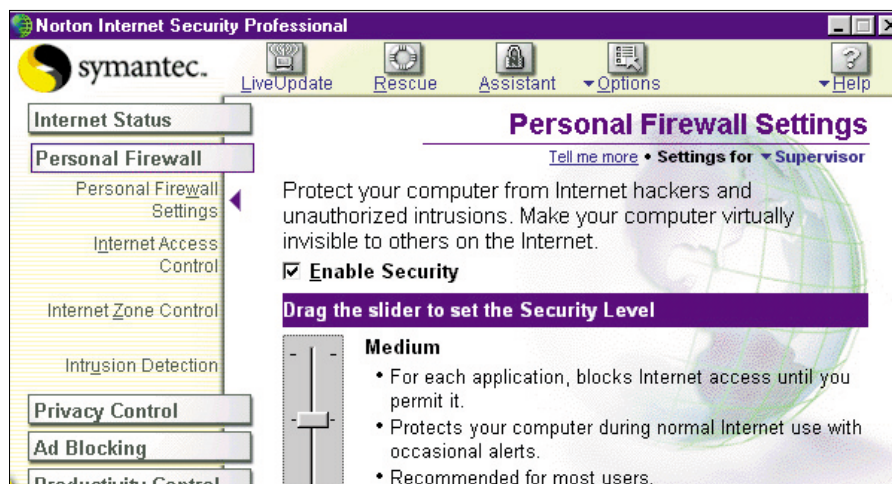 Norton Internet Security Professional
symantec.
LiveUpdate Rescue Assistant Options Help
Internet Status
Personal Firewall
Personal Firewall
Settings
Internet Access
Control
Internet Zone Control
Intrusion Detection
Privacy Control
Ad Blocking
Productivity Control
Personal Firewall Settings
Tell me more • Settings for Supervisor
Protect your computer from Internet hackers and
unauthorized intrusions. Make your computer virtually
invisible to others on the Internet.
Enable Security
Drag the slider to set the Security Level
Medium
• For each application, blocks Internet access until you
permit it.
• Protects your computer during normal Internet use with
occasional alerts.
• Recommended for most users.